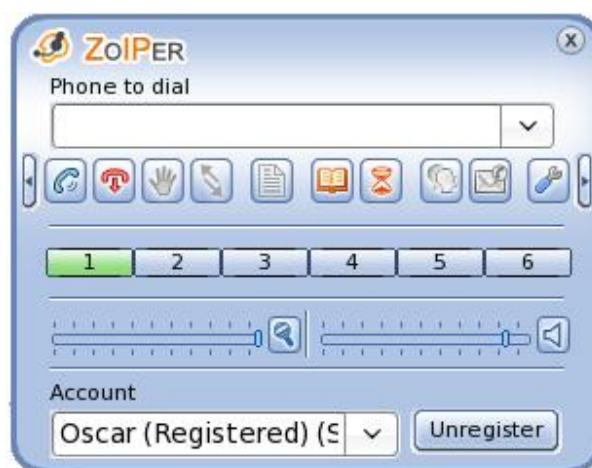 ZoIPER
Phone to dial
1 2 3 4 5 6
Account
Oscar (Registered) (S
Unregister